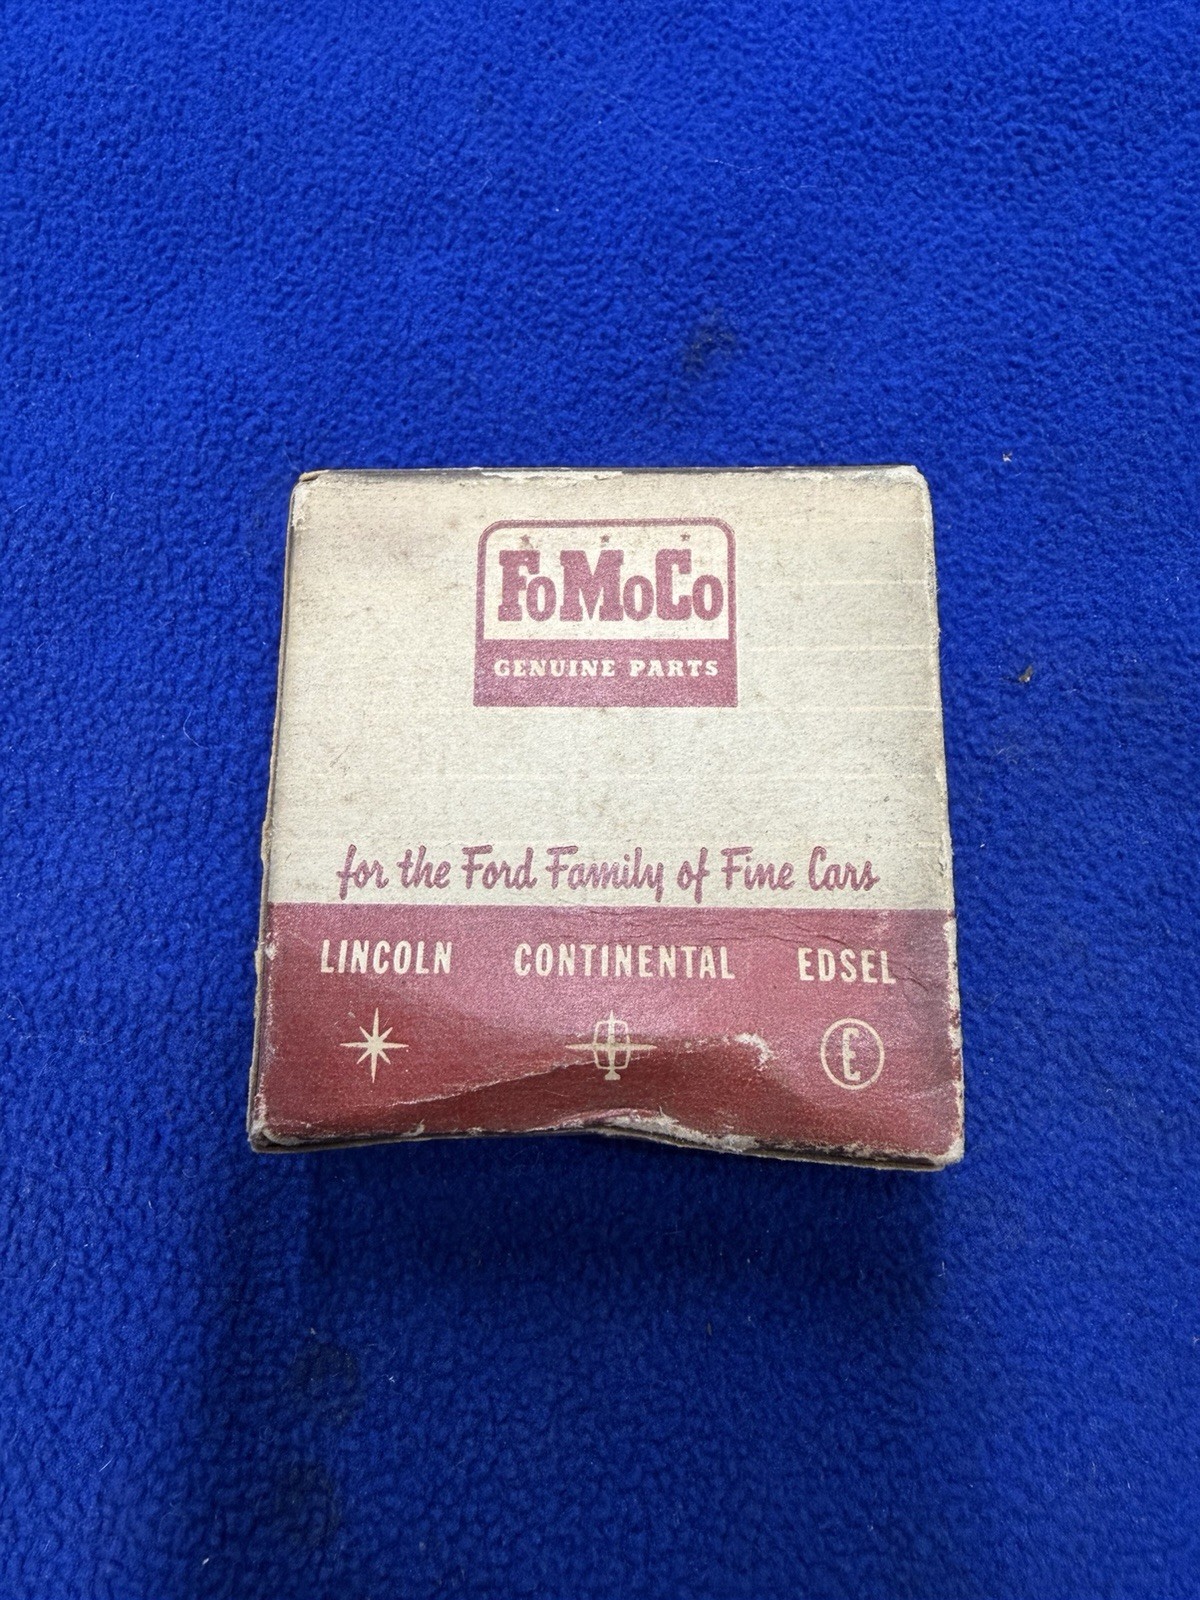 FoMoCo
GENUINE PARTS
for the Ford Family of Fine Cars
LINCOLN CONTINENTAL EDSEL
E